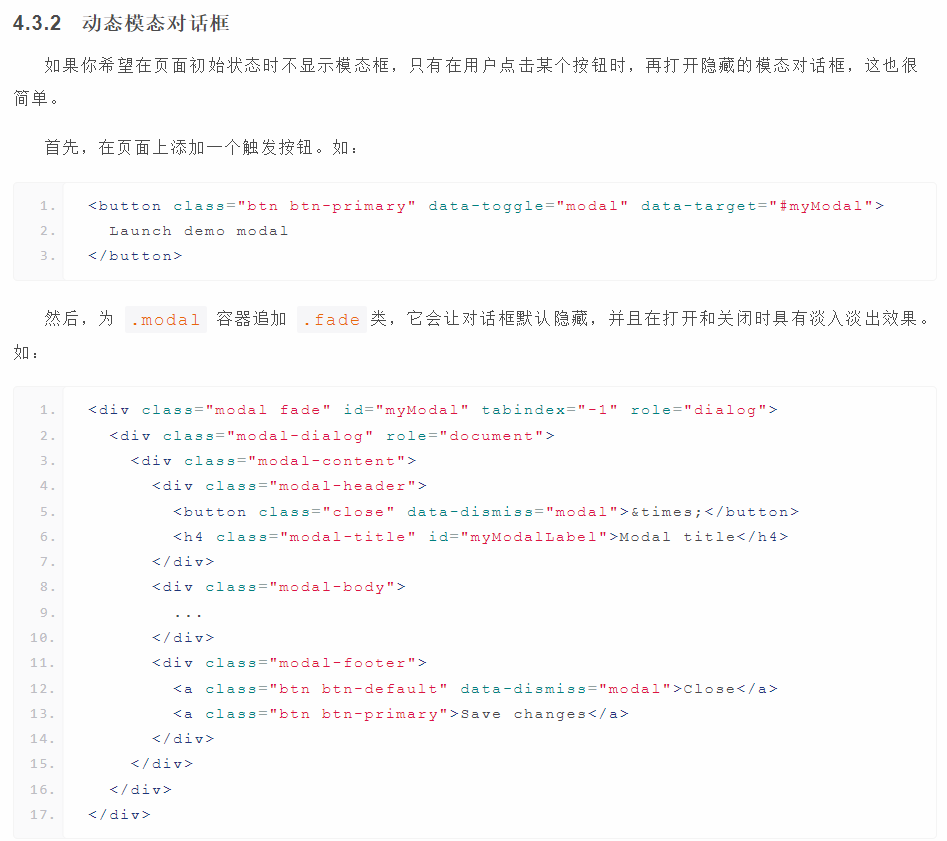 4.3.2 动态模态对话框
如果你希望在页面初始状态时不显示模态框，只有在用户点击某个按钮时，再打开隐藏的模态对话框，这也很
简单。
首先，在页面上添加一个触发按钮。如：
1. <button class="btn btn-primary" data-toggle="modal" data-target="#myModal">
2. Launch demo modal
3. </button>
然后，为 .modal 容器追加 .fade 类，它会让对话框默认隐藏，并且在打开和关闭时具有淡入淡出效果。
如：
1. <div class="modal fade" id="myModal" tabindex="-1" role="dialog">
2. <div class="modal-dialog" role="document">
3. <div class="modal-content">
4. <div class="modal-header">
5. <button class="close" data-dismiss="modal">&times;</button>
6. <h4 class="modal-title" id="myModalLabel">Modal title</h4>
7. </div>
8. <div class="modal-body">
9. ...
10. </div>
11. <div class="modal-footer">
12. <a class="btn btn-default" data-dismiss="modal">Close</a>
13. <a class="btn btn-primary">Save changes</a>
14. </div>
15. </div>
16. </div>
17. </div>